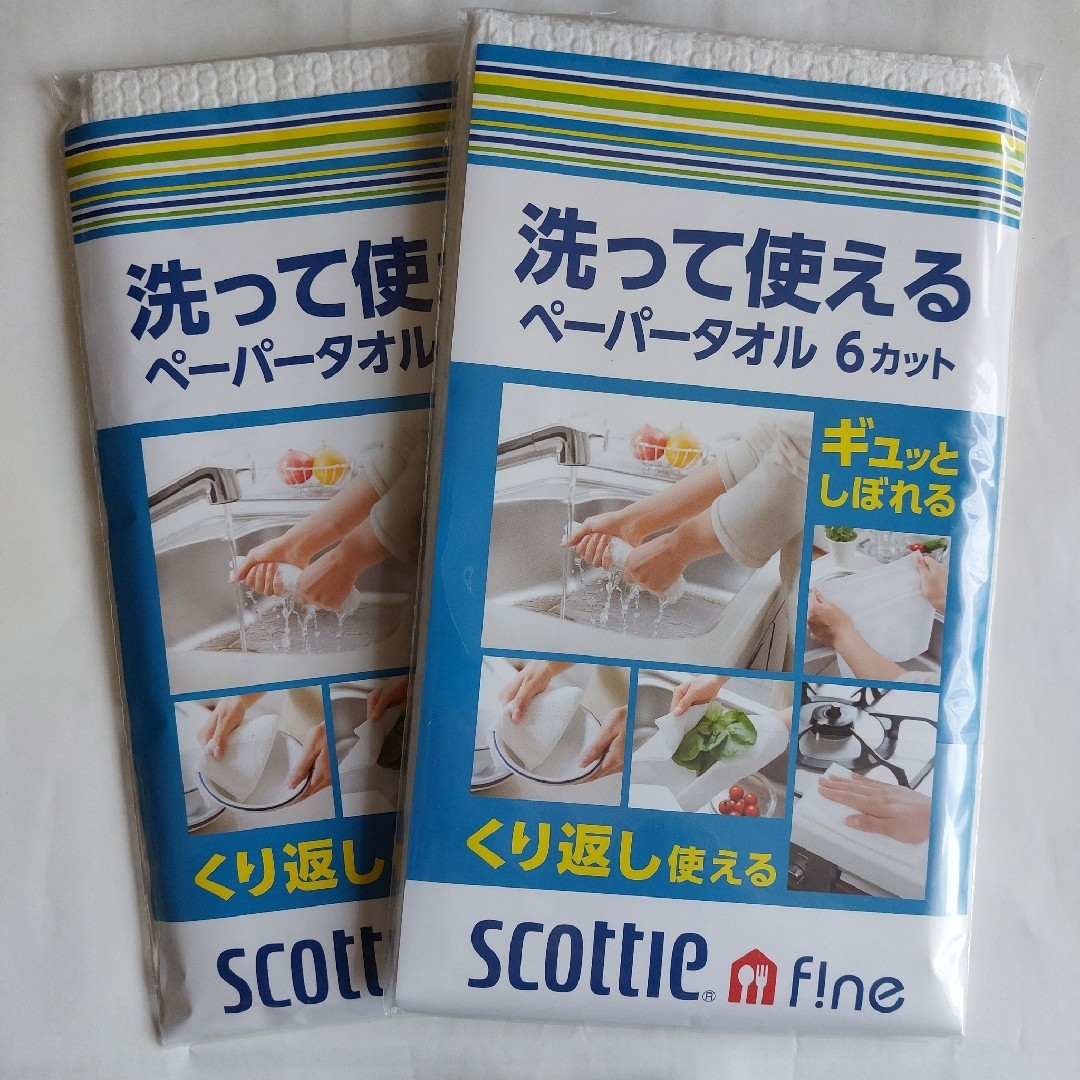 洗って使
ペーパータオル
くり返し
SCOTT
洗って使える
ペーパータオル 6カット
ギュッと
しぼれる
くり返し使える
SCOTTIE® f!ne